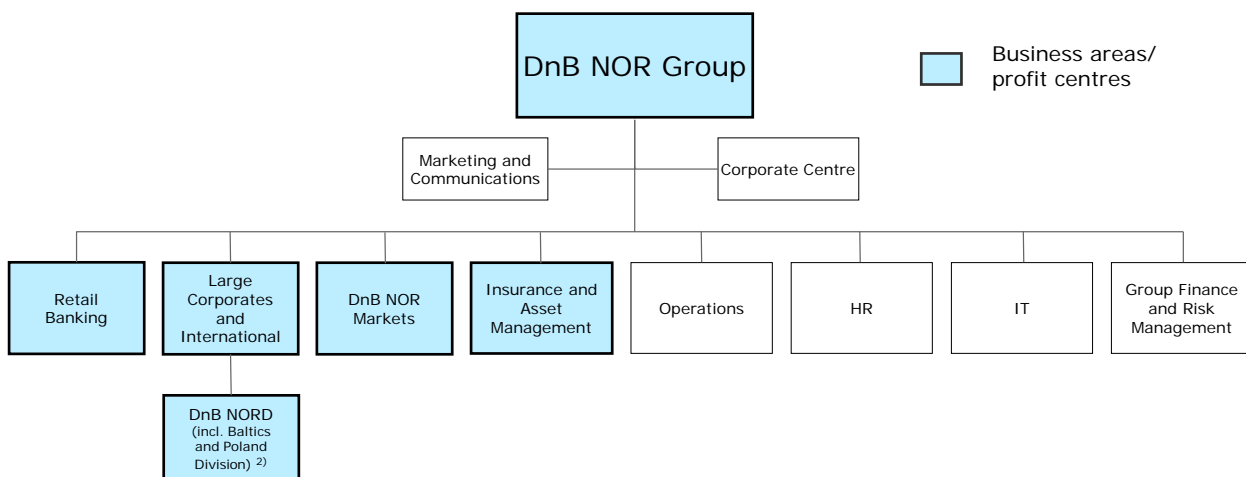 DnB NOR Group
Business areas/
profit centres
Marketing and
Communications
Corporate Centre
Retail
Banking
Large
Corporates
and
International
DnB NOR
Markets
Insurance and
Asset
Management
Operations
HR
IT
Group Finance
and Risk
Management
DnB NORD
(incl. Baltics
and Poland
Division) 2)